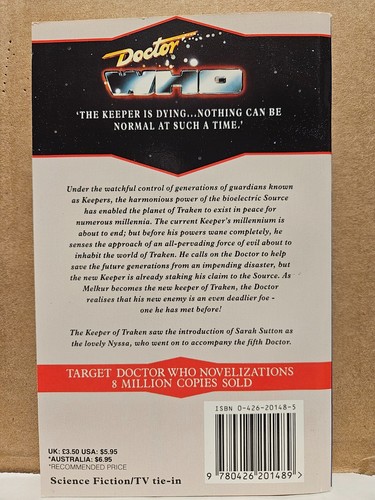 Doctor
WHO
'THE KEEPER IS DYING...NOTHING CAN BE
NORMAL AT SUCH A TIME.'
Under the watchful control of generations of guardians known
as Keepers, the harmonious power of the bioelectric Source
has enabled the planet of Traken to exist in peace for
numerous millennia. The current Keeper's millennium is
about to end; but before his powers wane completely, he
senses the approach of an all-pervading force of evil about to
inhabit the world of Traken. He calls on the Doctor to help
save the future generations from an impending disaster, but
the new Keeper is already staking his claim to the Source. As
Melkur becomes the new keeper of Traken, the Doctor
realises that his new enemy is an even deadlier foe -
one he has met before!
The Keeper of Traken saw the introduction of Sarah Sutton as
the lovely Nyssa, who went on to accompany the fifth Doctor.
TARGET DOCTOR WHO NOVELIZATIONS
8 MILLION COPIES SOLD
ISBN 0-426-20148-5
9 780426 201489 >
UK: £3.50 USA: $5.95
*AUSTRALIA: $6.95
*RECOMMENDED PRICE
Science Fiction/TV tie-in